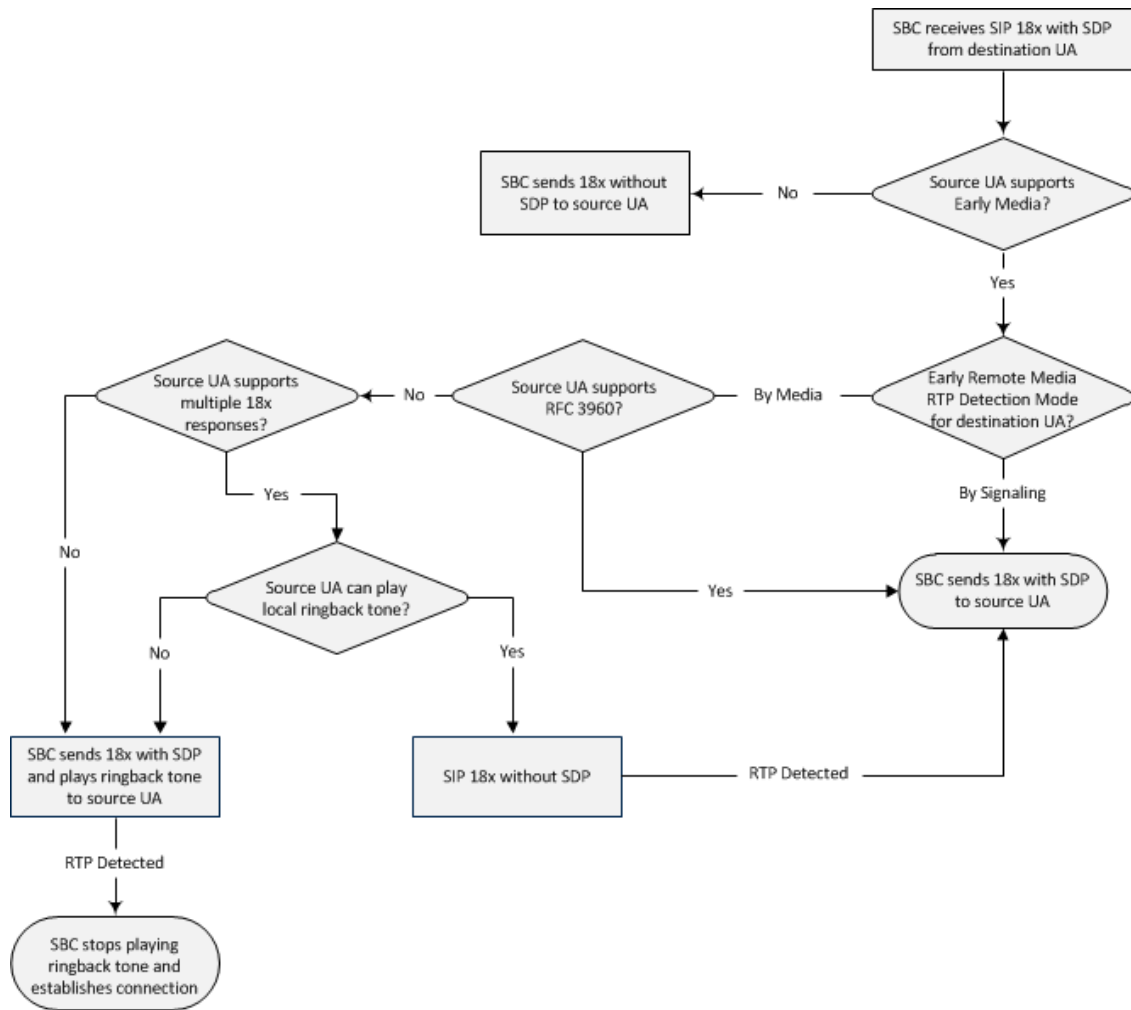 SBC receives SIP 18x with SDP
from destination UA
Source UA supports
Early Media?
No
SBC sends 18x without
SDP to source UA
Yes
Early Remote Media
RTP Detection Mode
for destination UA?
By Media
Source UA supports
RFC 3960?
No
Source UA supports
multiple 18x
responses?
By Signaling
Yes
No
Source UA can play
local ringback tone?
Yes
SBC sends 18x with SDP
to source UA
No
Yes
SBC sends 18x with SDP
and plays ringback tone
to source UA
SIP 18x without SDP
RTP Detected
RTP Detected
SBC stops playing
ringback tone and
establishes connection